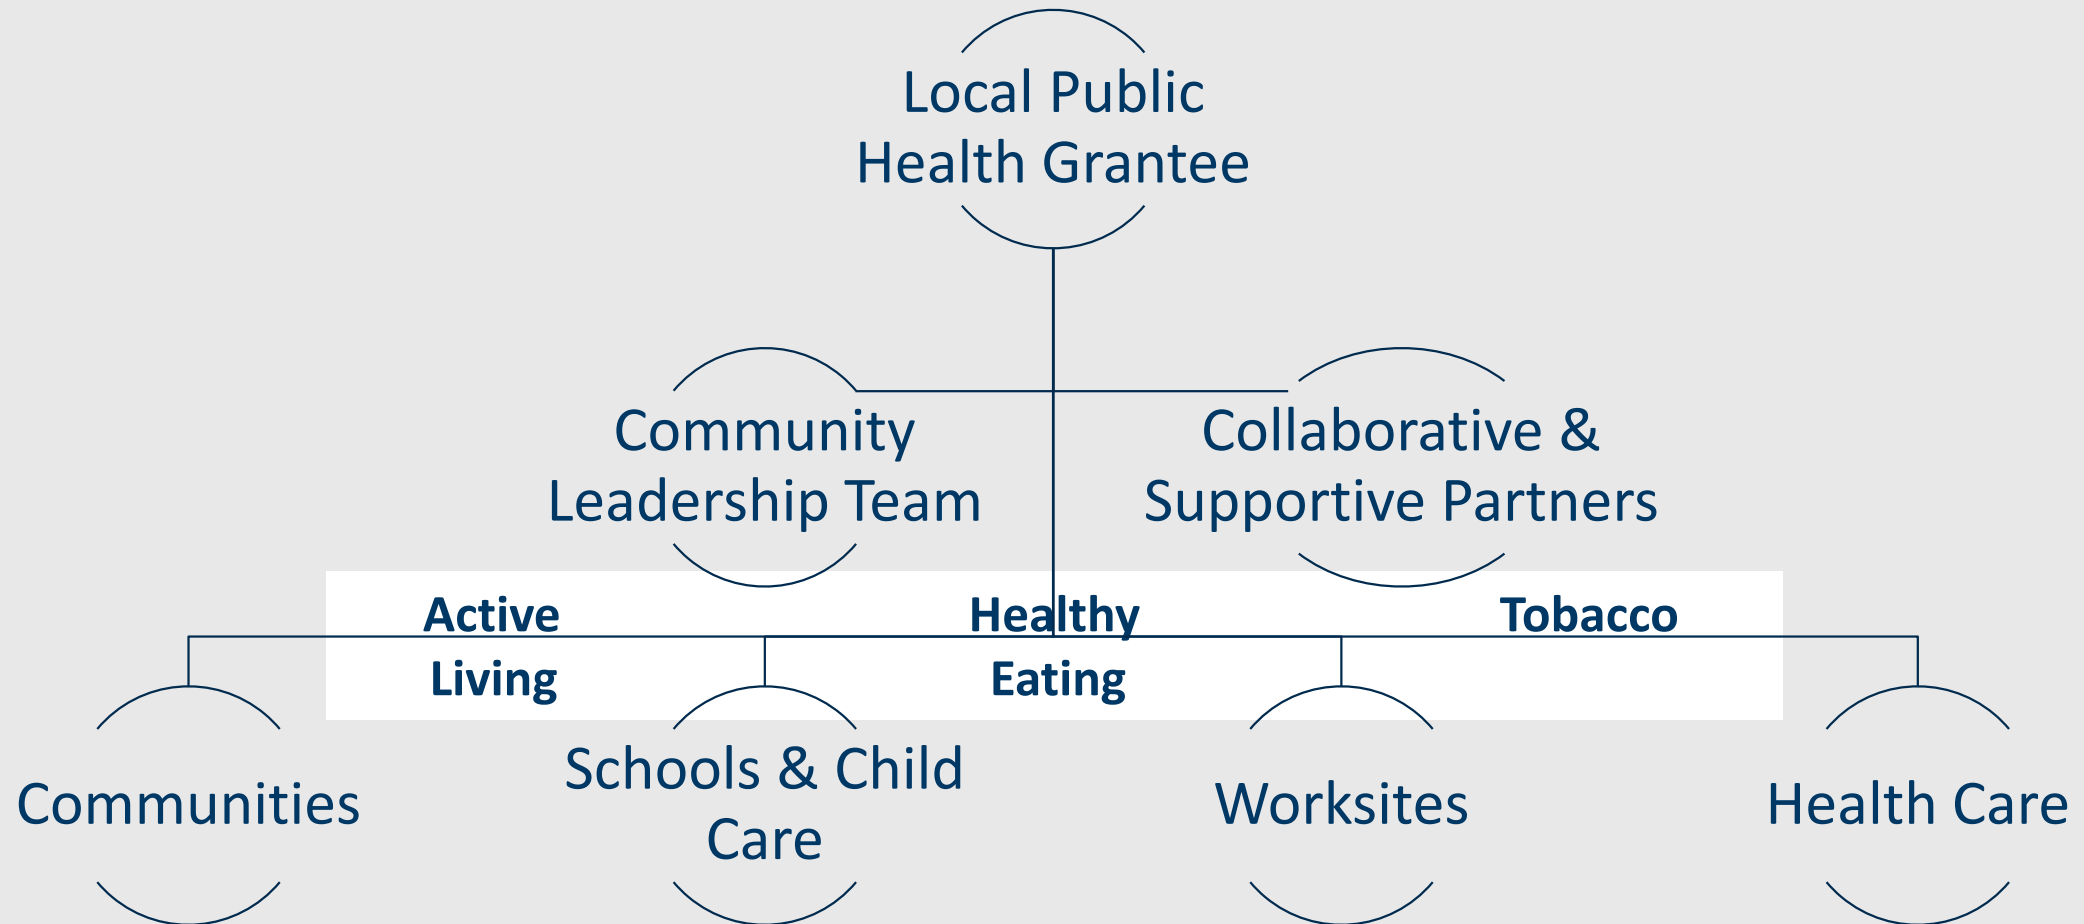 Local Public
Health Grantee
Community
Leadership Team
Collaborative &
Supportive Partners
Active
Living
Healthy
Eating
Tobacco
Communities
Schools & Child
Care
Worksites
Health Care